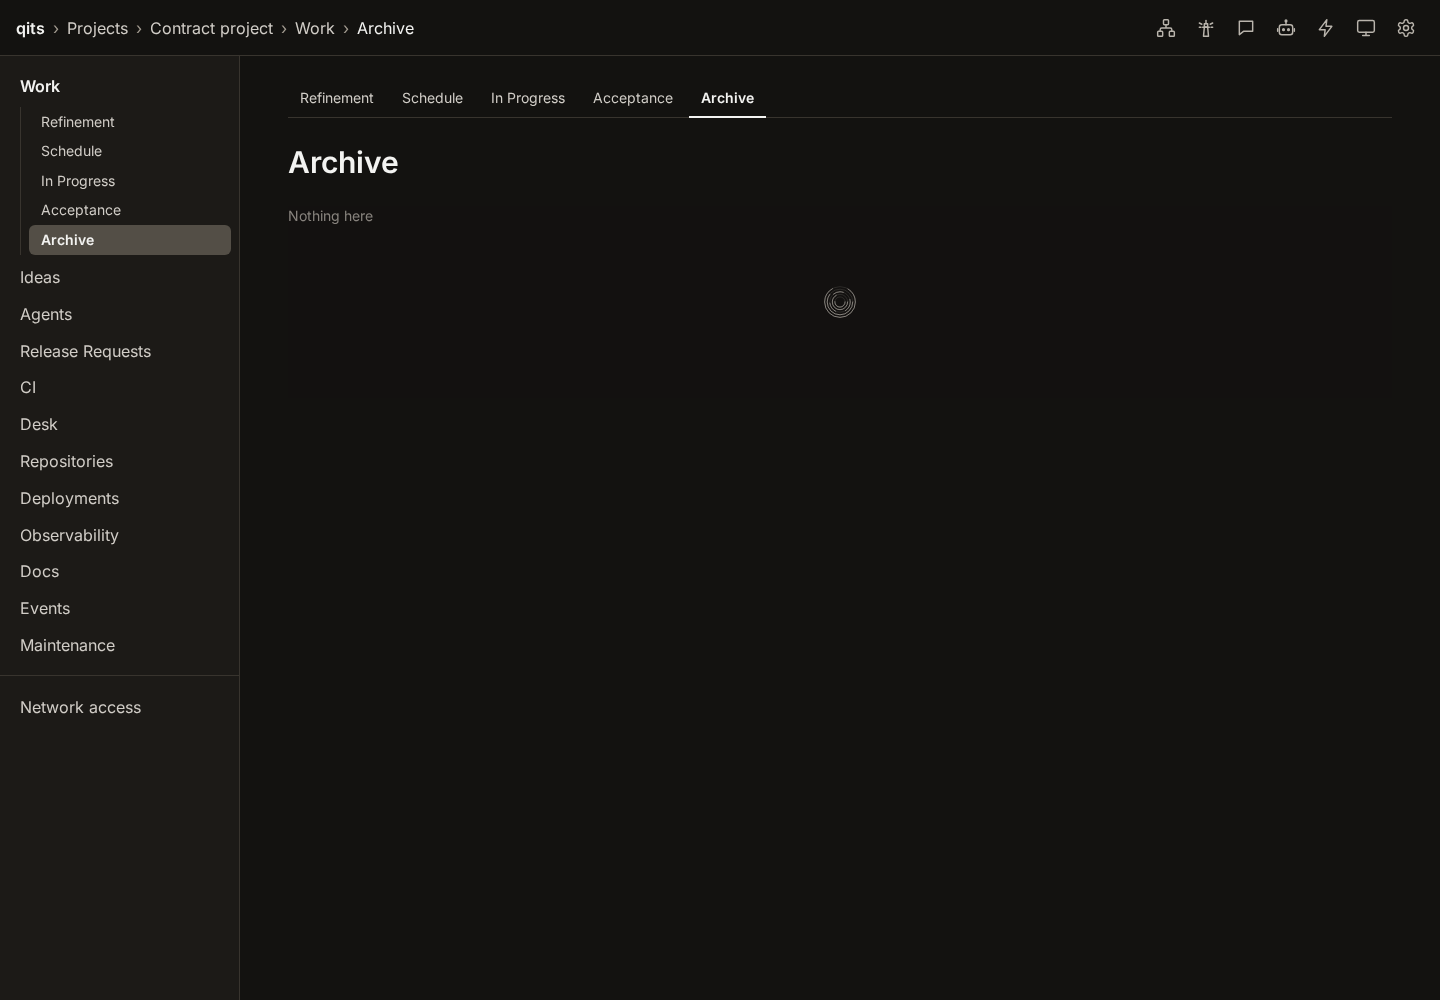 qits › Projects › Contract project › Work › Archive
Work
Refinement
Schedule
In Progress
Acceptance
Archive
Ideas
Agents
Release Requests
CI
Desk
Repositories
Deployments
Observability
Docs
Events
Maintenance
Network access
Refinement Schedule In Progress Acceptance Archive
Archive
Nothing here